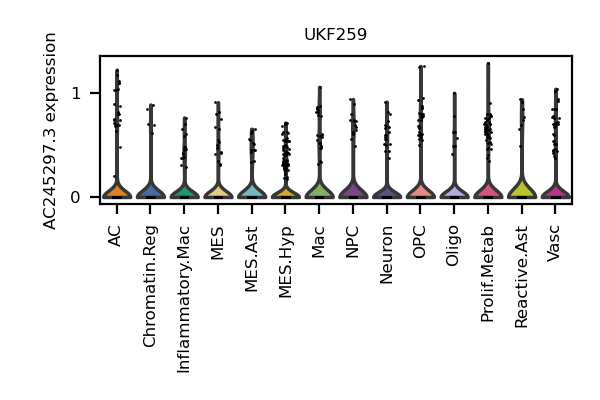 UKF259
AC245297.3 expression
1
0
AC
Chromatin.Reg
Inflammatory.Mac
MES
MES.Ast
MES.Hyp
Mac
NPC
Neuron
OPC
Oligo
Prolif.Metab
Reactive.Ast
Vasc